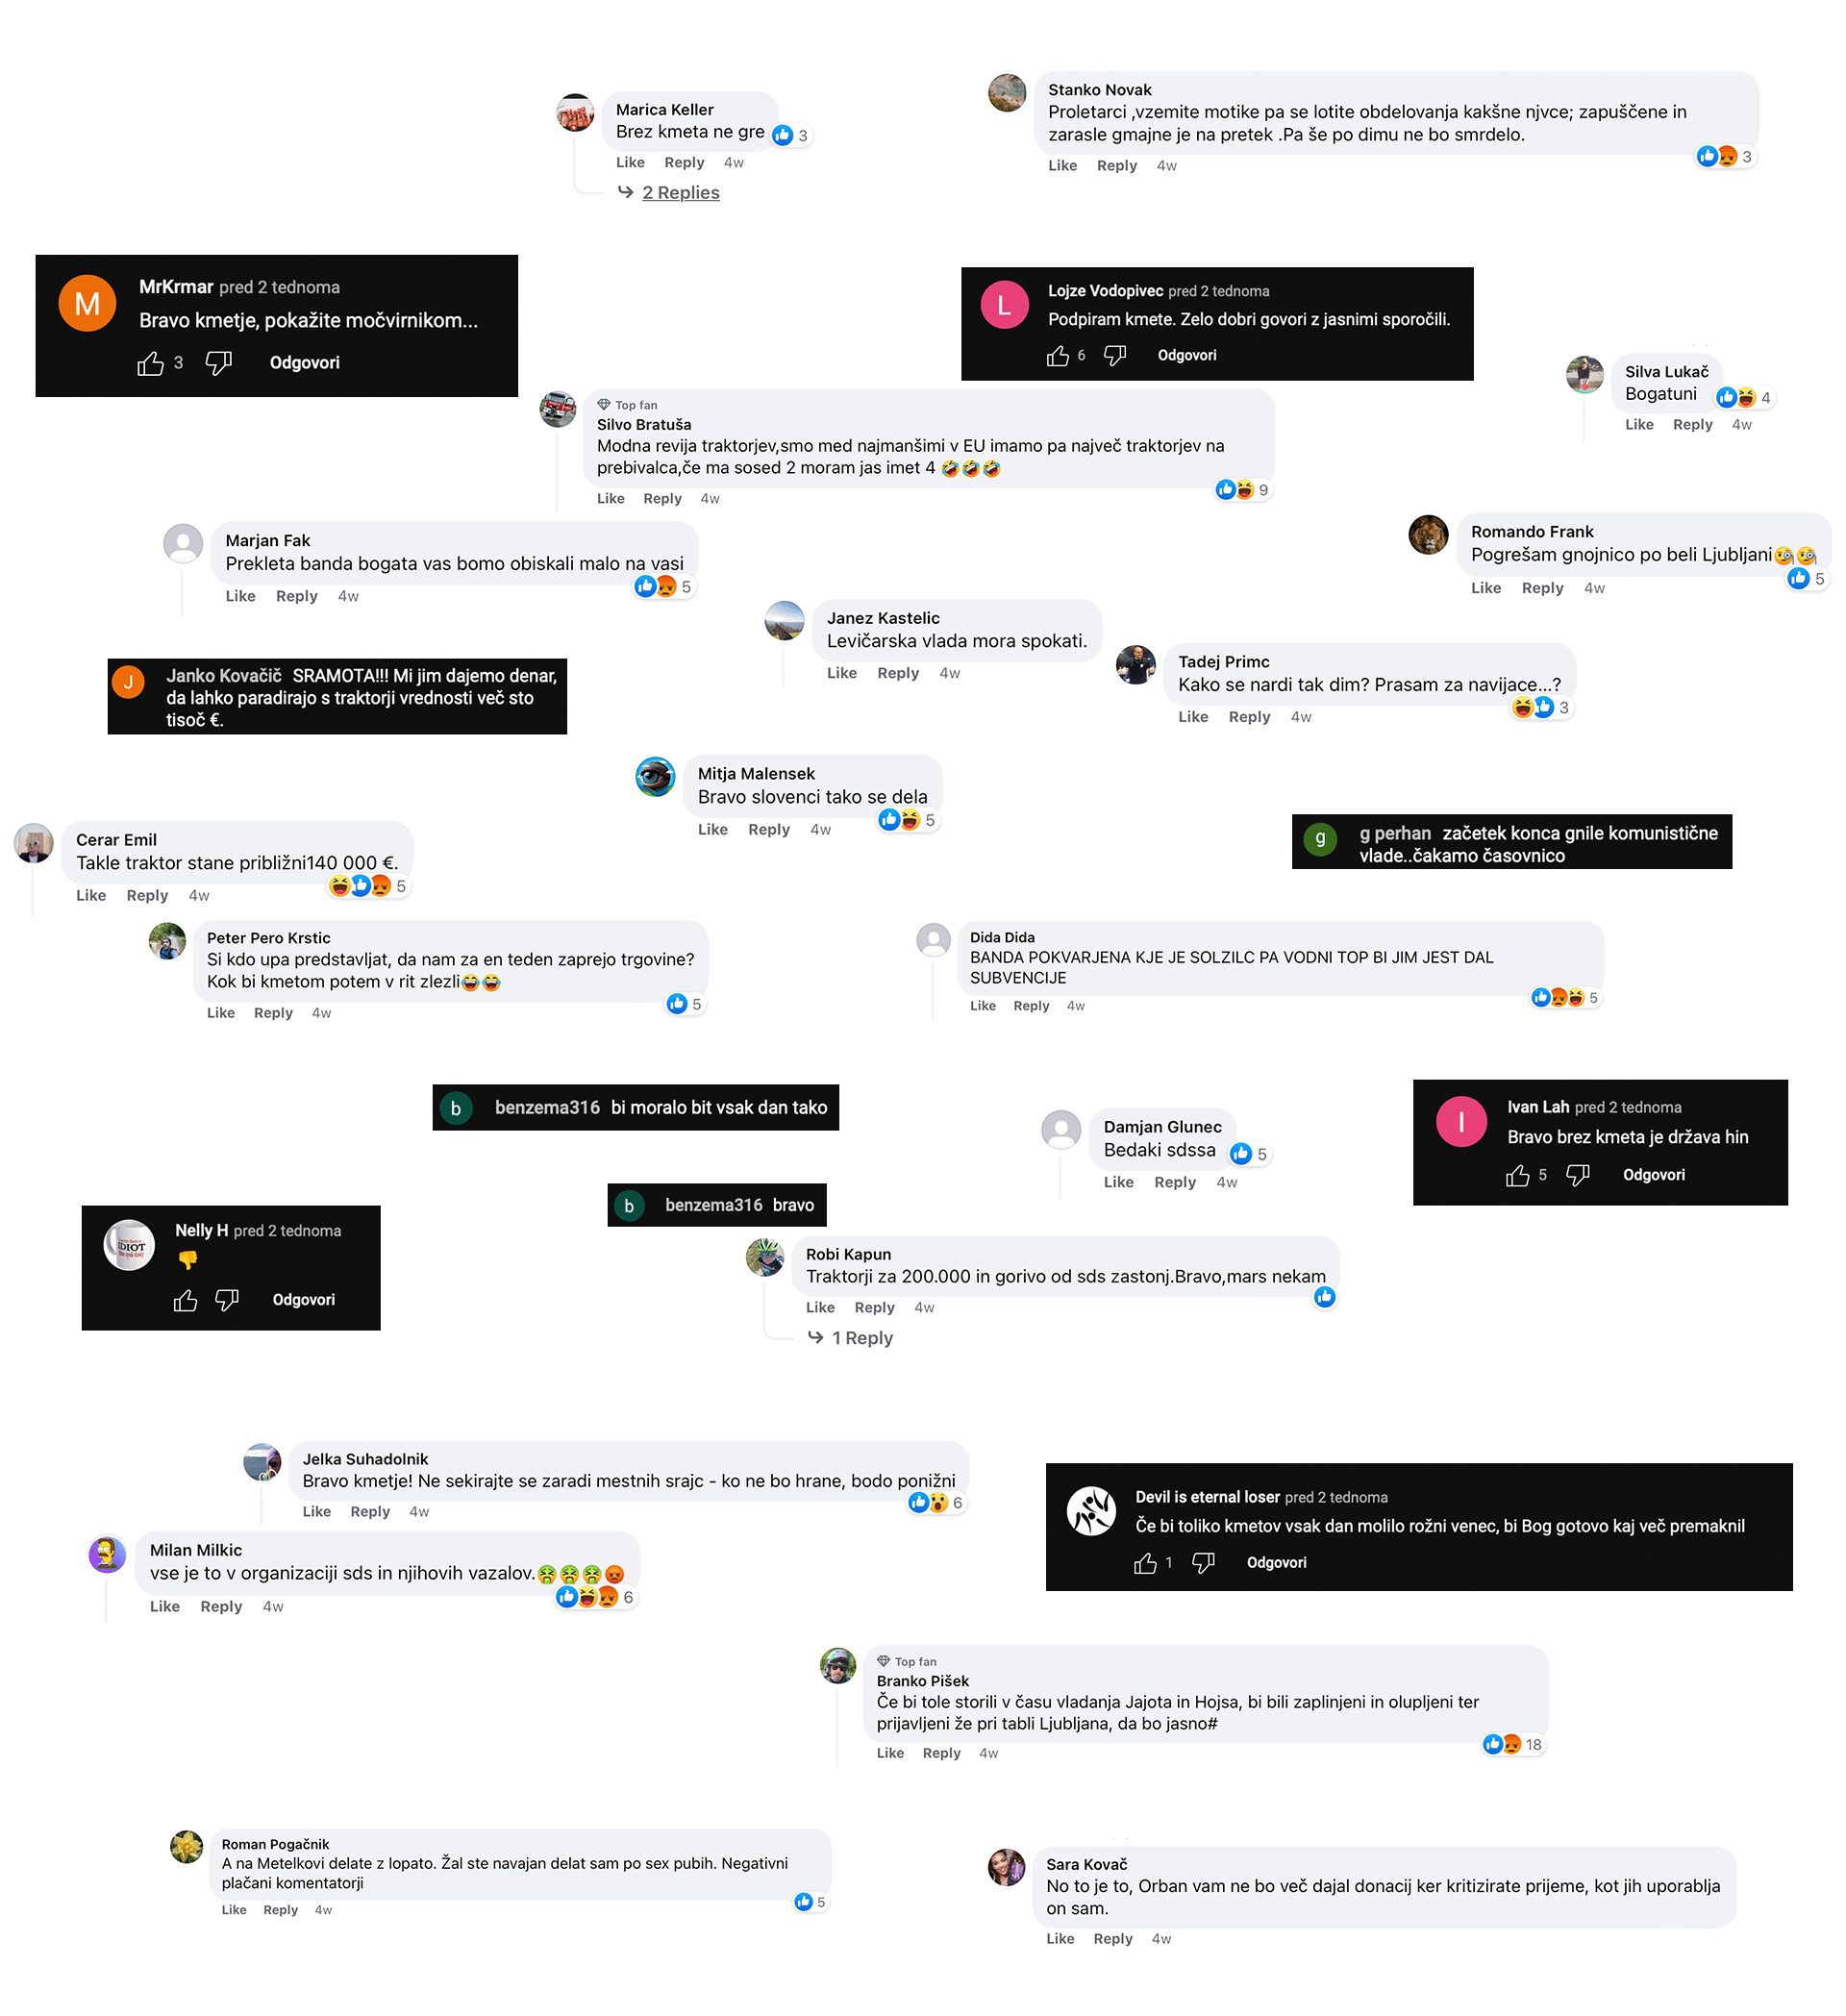 Marica Keller
Brez kmeta ne gre
3
Like Reply 4w
2 Replies
Stanko Novak
Proletarci ,vzemite motike pa se lotite obdelovanja kakšne njvce; zapuščene in
zarasle gmajne je na pretek .Pa še po dimu ne bo smrdelo.
3
Like Reply 4w
M
MrKrmar pred 2 tednoma
Bravo kmetje, pokažite močvirnikom...
3 Odgovori
L
Lojze Vodopivec pred 2 tednoma
Podpiram kmete. Zelo dobri govori z jasnimi sporočili.
6 Odgovori
Silva Lukač
Bogatuni
4
Like Reply 4w
Top fan
Silvo Bratuša
Modna revija traktorjev,smo med najmanšimi v EU imamo pa največ traktorjev na
prebivalca,če ma sosed 2 moram jas imet 4 🤣🤣🤣
9
Like Reply 4w
Marjan Fak
Prekleta banda bogata vas bomo obiskali malo na vasi
5
Like Reply 4w
Romando Frank
Pogrešam gnojnico po beli Ljubljani🧐🧐
5
Like Reply 4w
Janez Kastelic
Levičarska vlada mora spokati.
Like Reply 4w
Tadej Primc
Kako se nardi tak dim? Prasam za navijace...?
3
Like Reply 4w
J
Janko Kovačič SRAMOTA!!! Mi jim dajemo denar,
da lahko paradirajo s traktorji vrednosti več sto
tisoč €.
Mitja Malensek
Bravo slovenci tako se dela
5
Like Reply 4w
Cerar Emil
Takle traktor stane približni140 000 €.
5
Like Reply 4w
g
g perhan začetek konca gnile komunistične
vlade..čakamo časovnico
Peter Pero Krstic
Si kdo upa predstavljat, da nam za en teden zaprejo trgovine?
Kok bi kmetom potem v rit zlezli😂😂
5
Like Reply 4w
Dida Dida
BANDA POKVARJENA KJE JE SOLZILC PA VODNI TOP BI JIM JEST DAL
SUBVENCIJE
5
Like Reply 4w
b
benzema316 bi moralo bit vsak dan tako
Damjan Glunec
Bedaki sdssa
5
Like Reply 4w
I
Ivan Lah pred 2 tednoma
Bravo brez kmeta je država hin
5 Odgovori
b
benzema316 bravo
IDIOT
Nelly H pred 2 tednoma
👎
Odgovori
Robi Kapun
Traktorji za 200.000 in gorivo od sds zastonj.Bravo,mars nekam
Like Reply 4w
1 Reply
Jelka Suhadolnik
Bravo kmetje! Ne sekirajte se zaradi mestnih srajc - ko ne bo hrane, bodo ponižni
6
Like Reply 4w
Devil is eternal loser pred 2 tednoma
Če bi toliko kmetov vsak dan molilo rožni venec, bi Bog gotovo kaj več premaknil
1 Odgovori
Milan Milkic
vse je to v organizaciji sds in njihovih vazalov.🤮🤮🤮😡
6
Like Reply 4w
Top fan
Branko Pišek
Če bi tole storili v času vladanja Jajota in Hojsa, bi bili zaplinjeni in olupljeni ter
prijavljeni že pri tabli Ljubljana, da bo jasno#
18
Like Reply 4w
Roman Pogačnik
A na Metelkovi delate z lopato. Žal ste navajan delat sam po sex pubih. Negativni
plačani komentatorji
5
Like Reply 4w
Sara Kovač
No to je to, Orban vam ne bo več dajal donacij ker kritizirate prijeme, kot jih uporablja
on sam.
Like Reply 4w